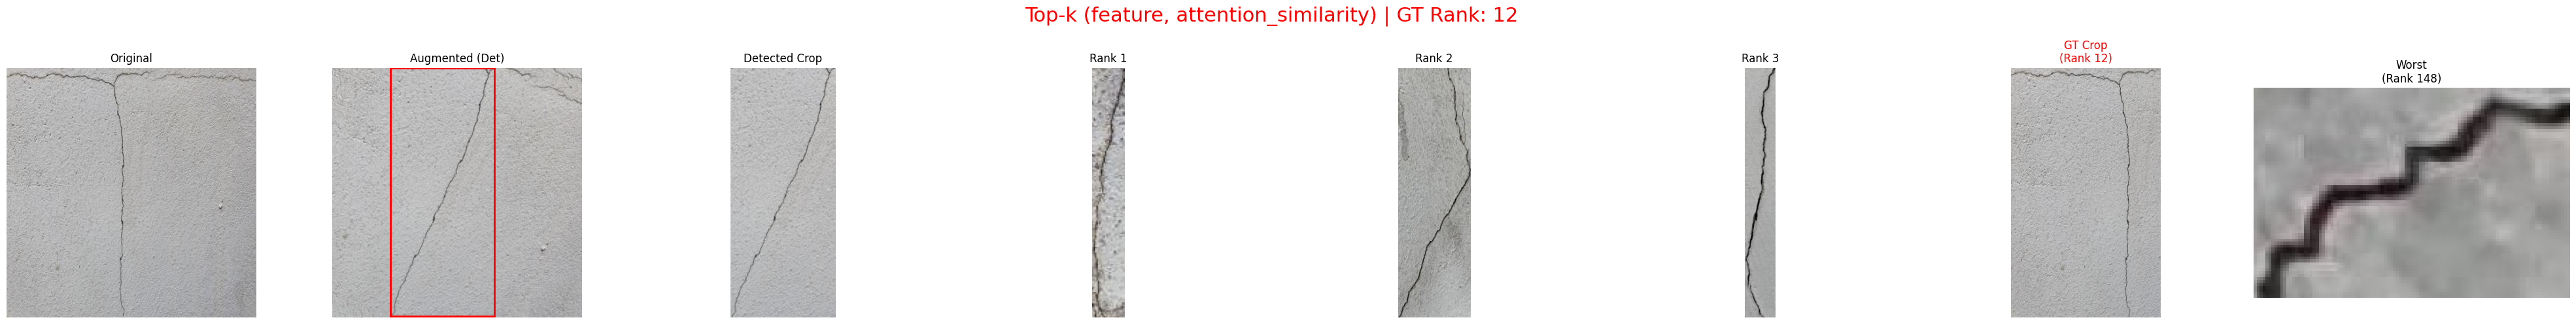 Top-k (feature, attention_similarity) | GT Rank: 12
Original
Augmented (Det)
Detected Crop
Rank 1
Rank 2
Rank 3
GT Crop
(Rank 12)
Worst
(Rank 148)